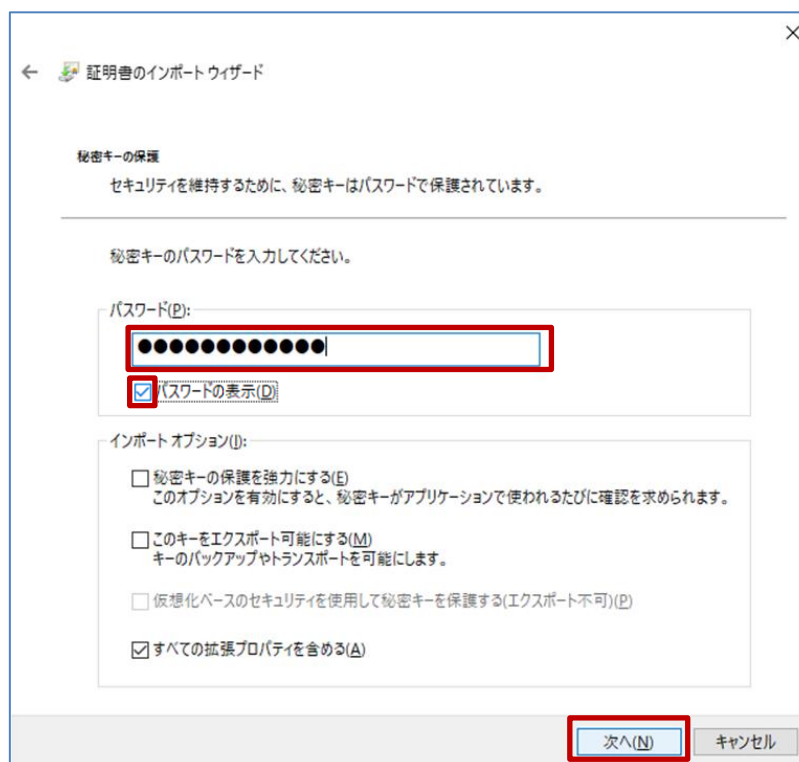 証明書のインポート ウィザード
秘密キーの保護
セキュリティを維持するために、秘密キーはパスワードで保護されています。
秘密キーのパスワードを入力してください。
パスワード(P):
●●●●●●●●●●●●
パスワードの表示(D)
インポート オプション(I):
秘密キーの保護を強力にする(E)
このオプションを有効にすると、秘密キーがアプリケーションで使われるたびに確認を求められます。
このキーをエクスポート可能にする(M)
キーのバックアップやトランスポートを可能にします。
仮想化ベースのセキュリティを使用して秘密キーを保護する(エクスポート不可)(P)
すべての拡張プロパティを含める(A)
次へ(N)
キャンセル